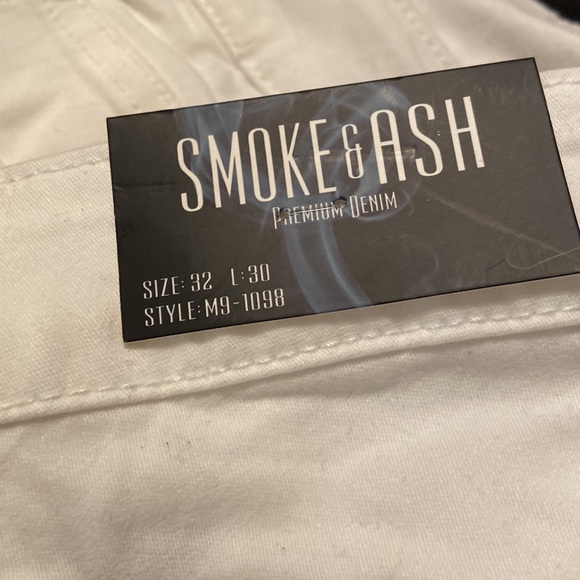 SMOKE & ASH
PREMIUM DENIM
SIZE: 32 L: 30
STYLE: M9-1098